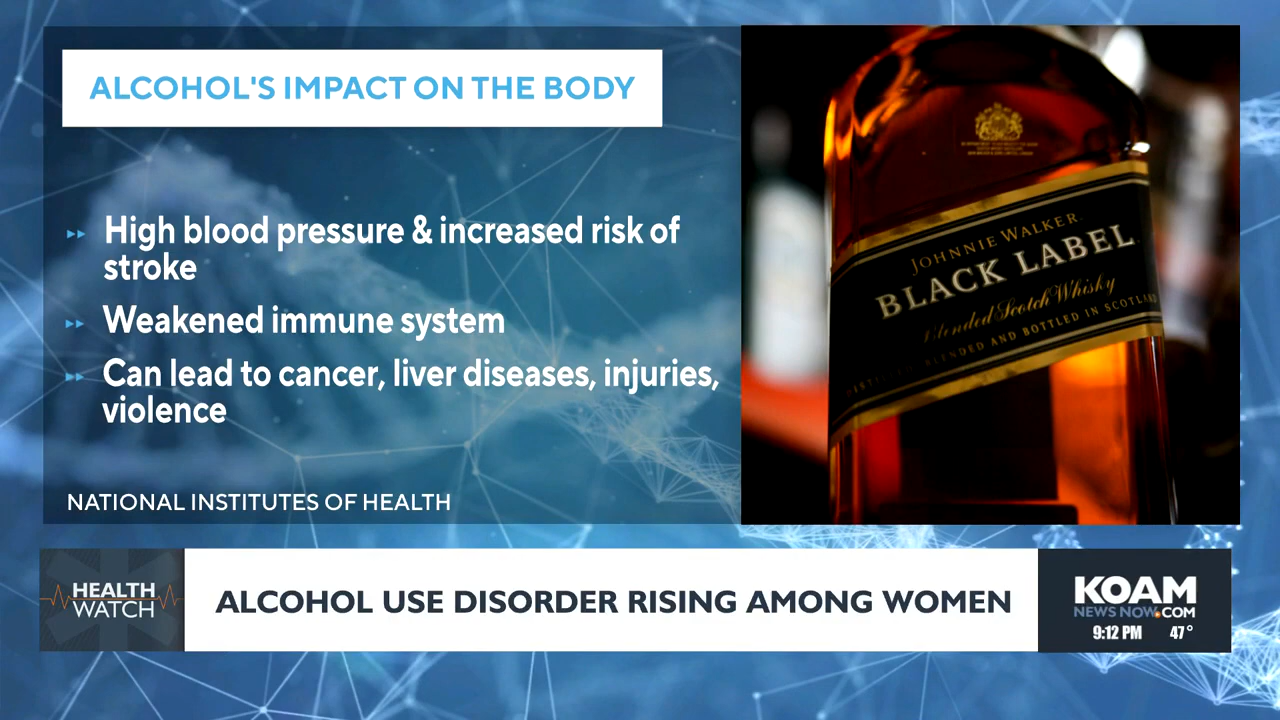 ALCOHOL'S IMPACT ON THE BODY
High blood pressure & increased risk of
stroke
Weakened immune system
Can lead to cancer, liver diseases, injuries,
violence
NATIONAL INSTITUTES OF HEALTH
JOHNNIE WALKER
BLACK LABEL
Blended Scotch Whisky
DISTILLED, BLENDED AND BOTTLED IN SCOTLAND
HEALTH
WATCH
ALCOHOL USE DISORDER RISING AMONG WOMEN
KOAM
NEWS NOW.COM
9:12 PM 47°